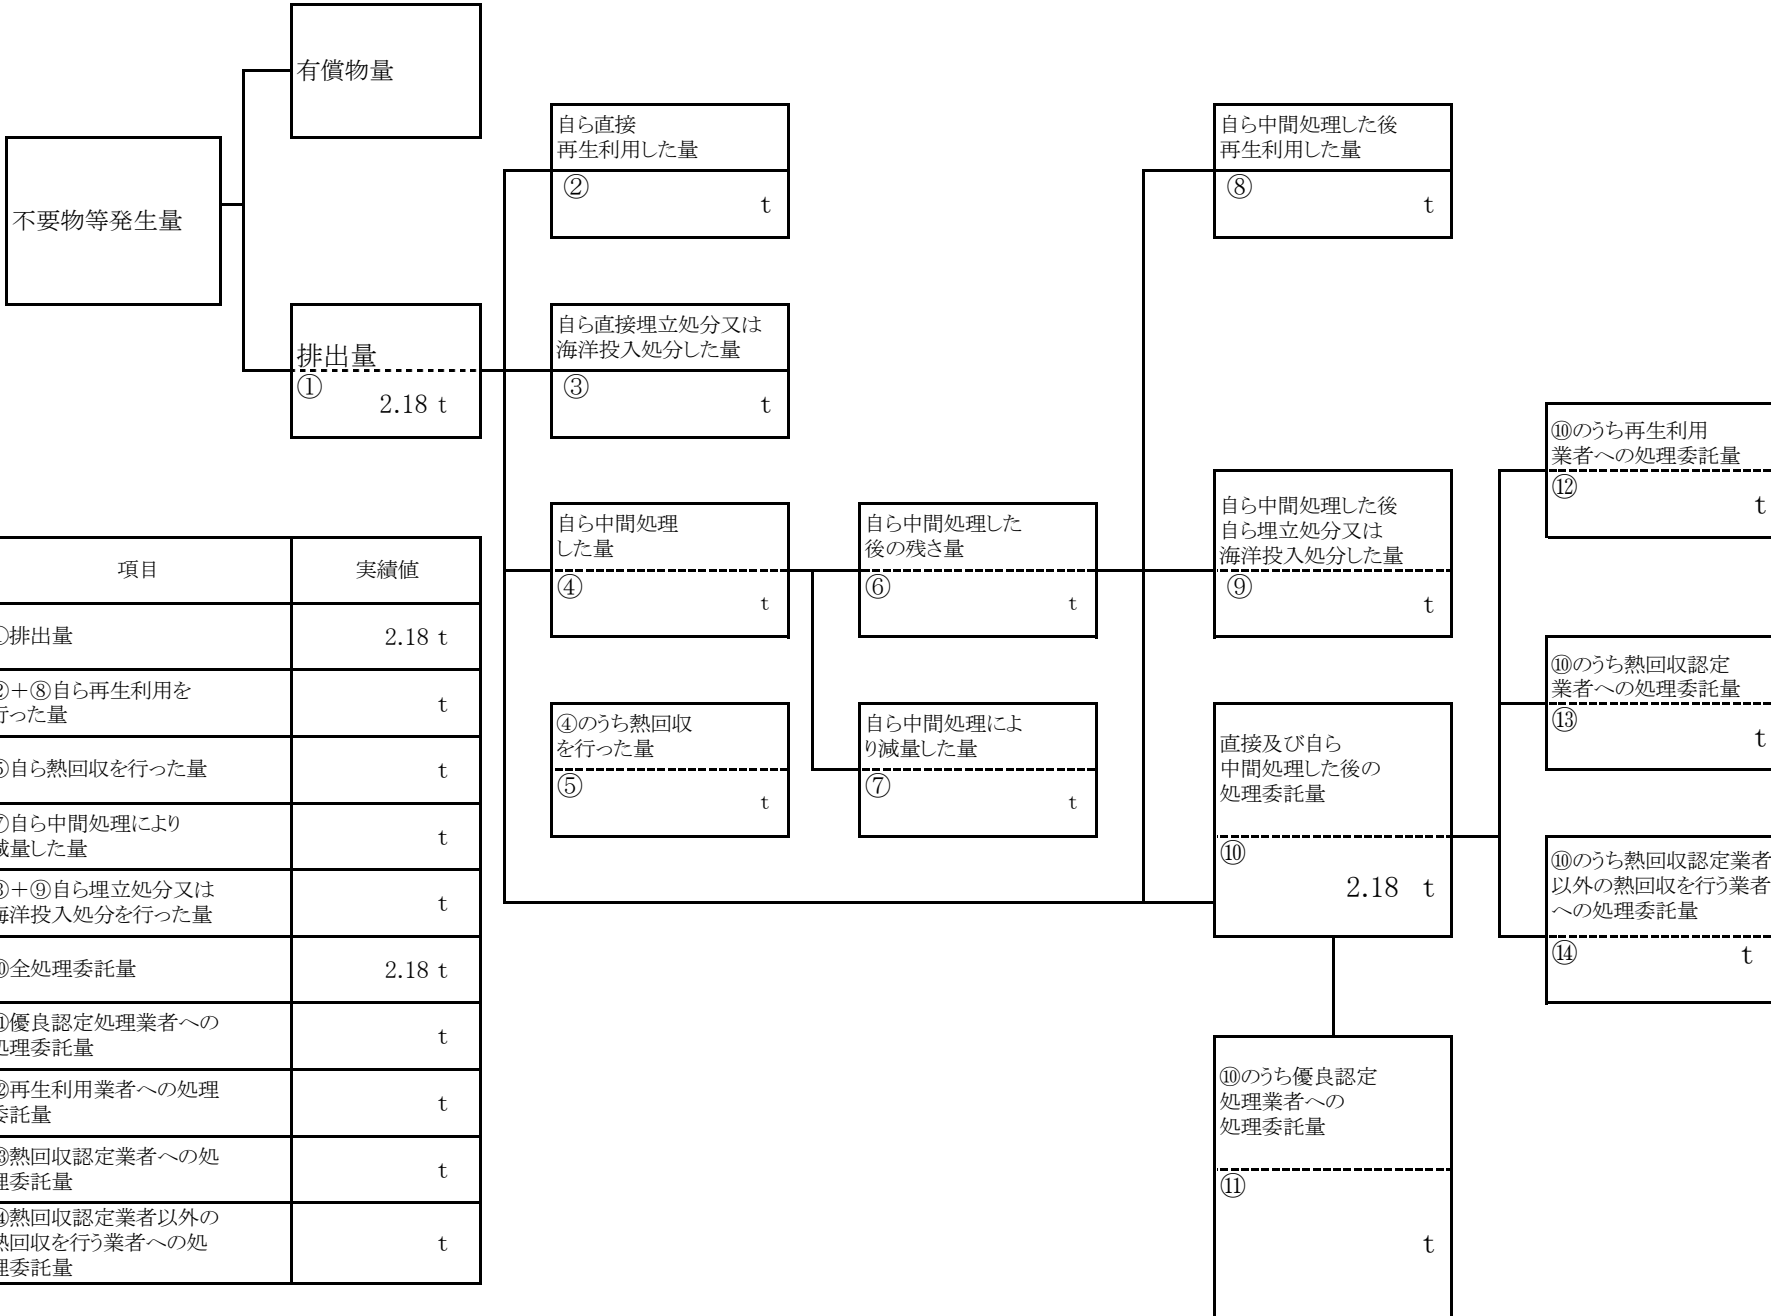 有償物量
不要物等発生量
排出量
①
2.18 t
自ら直接
再生利用した量
②
t
自ら直接埋立処分又は
海洋投入処分した量
③
t
自ら中間処理
した量
④
t
④のうち熱回収
を行った量
⑤
t
自ら中間処理した
後の残さ量
⑥
t
自ら中間処理によ
り減量した量
⑦
t
自ら中間処理した後
再生利用した量
⑧
t
自ら中間処理した後
自ら埋立処分又は
海洋投入処分した量
⑨
t
直接及び自ら
中間処理した後の
処理委託量
⑩
2.18 t
⑩のうち優良認定
処理業者への
処理委託量
⑪
t
⑩のうち再生利用
業者への処理委託量
⑫
t
⑩のうち熱回収認定
業者への処理委託量
⑬
t
⑩のうち熱回収認定業者
以外の熱回収を行う業者
への処理委託量
⑭
t
項目 実績値
①排出量 2.18 t
②+⑧自ら再生利用を
行った量
t
⑤自ら熱回収を行った量 t
⑦自ら中間処理により
減量した量
t
③+⑨自ら埋立処分又は
海洋投入処分を行った量
t
⑩全処理委託量 2.18 t
⑪優良認定処理業者への
処理委託量
t
⑫再生利用業者への処理
委託量
t
⑬熱回収認定業者への処
理委託量
t
⑭熱回収認定業者以外の
熱回収を行う業者への処
理委託量
t